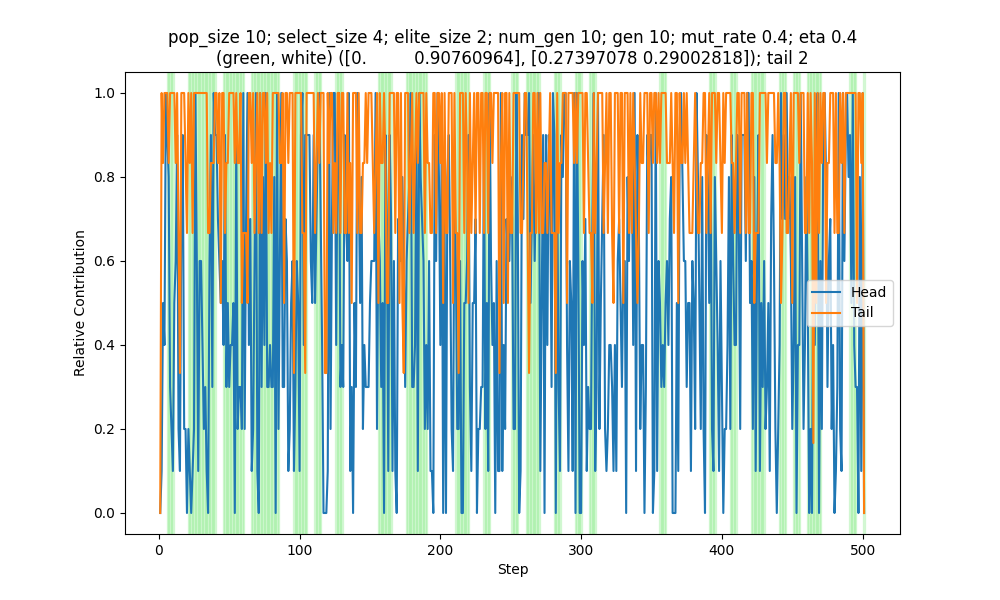 pop_size 10; select_size 4; elite_size 2; num_gen 10; gen 10; mut_rate 0.4; eta 0.4
(green, white) ([0. 0.90760964], [0.27397078 0.29002818]); tail 2
1.0
0.8
0.6
0.4
0.2
0.0
Relative Contribution
Head
Tail
0
100
200
300
400
500
Step